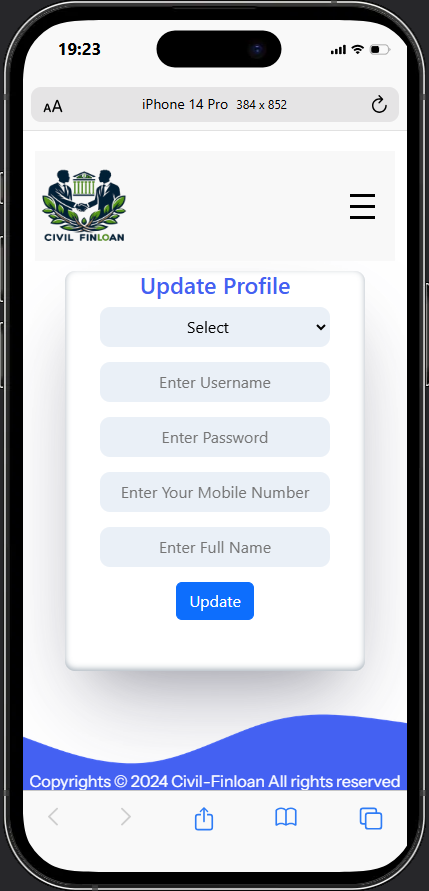 19:23
AA
iPhone 14 Pro 384 x 852
CIVIL FINLOAN
Update Profile
Select
Enter Username
Enter Password
Enter Your Mobile Number
Enter Full Name
Update
Copyrights © 2024 Civil-Finloan All rights reserved